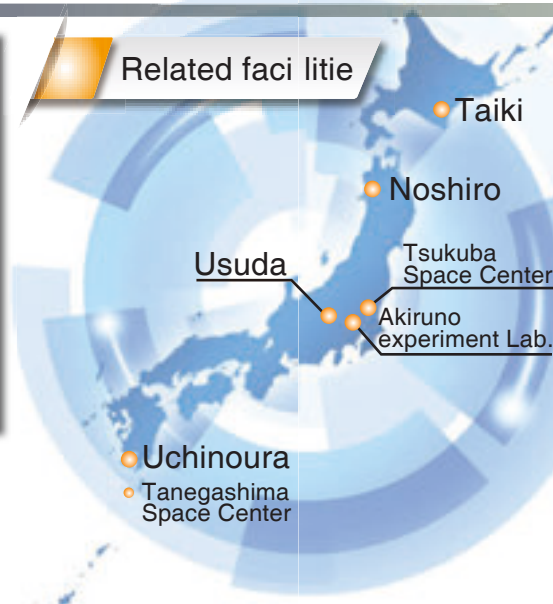 Related faci litie
Taiki
Noshiro
Usuda
Tsukuba
Space Center
Akiruno
experiment Lab.
Uchinoura
Tanegashima
Space Center